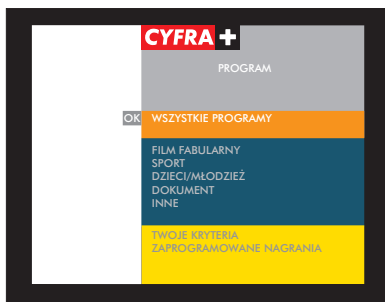 CYFRA +
PROGRAM
OK WSZYSTKIE PROGRAMY
FILM FABULARNY
SPORT
DZIECI/MŁODZIEŻ
DOKUMENT
INNE
TWOJE KRYTERIA
ZAPROGRAMOWANE NAGRANIA